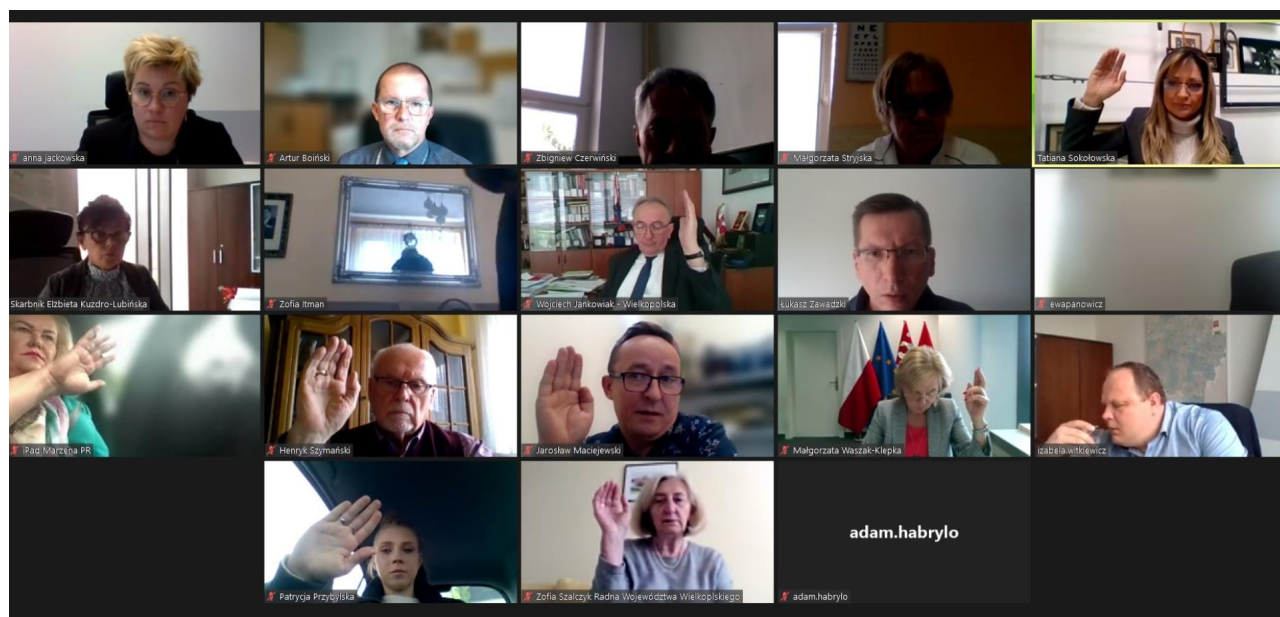 anna jackowska
Artur Boiński
Zbigniew Czerwiński
Małgorzata Stryjska
Tatiana Sokołowska
Skarbnik Elżbieta Kuzdro-Lubińska
Zofia Itman
Wojciech Jankowiak - Wielkopolska
Łukasz Zawadzki
ewapanowicz
iPad Marzena PR
Henryk Szymański
Jarosław Maciejewski
Małgorzata Waszak-Klepka
izabela.witkiewicz
Patrycja Przybylska
Zofia Szalczyk Radna Województwa Wielkoplskiego
adam.habrylo
adam.habrylo